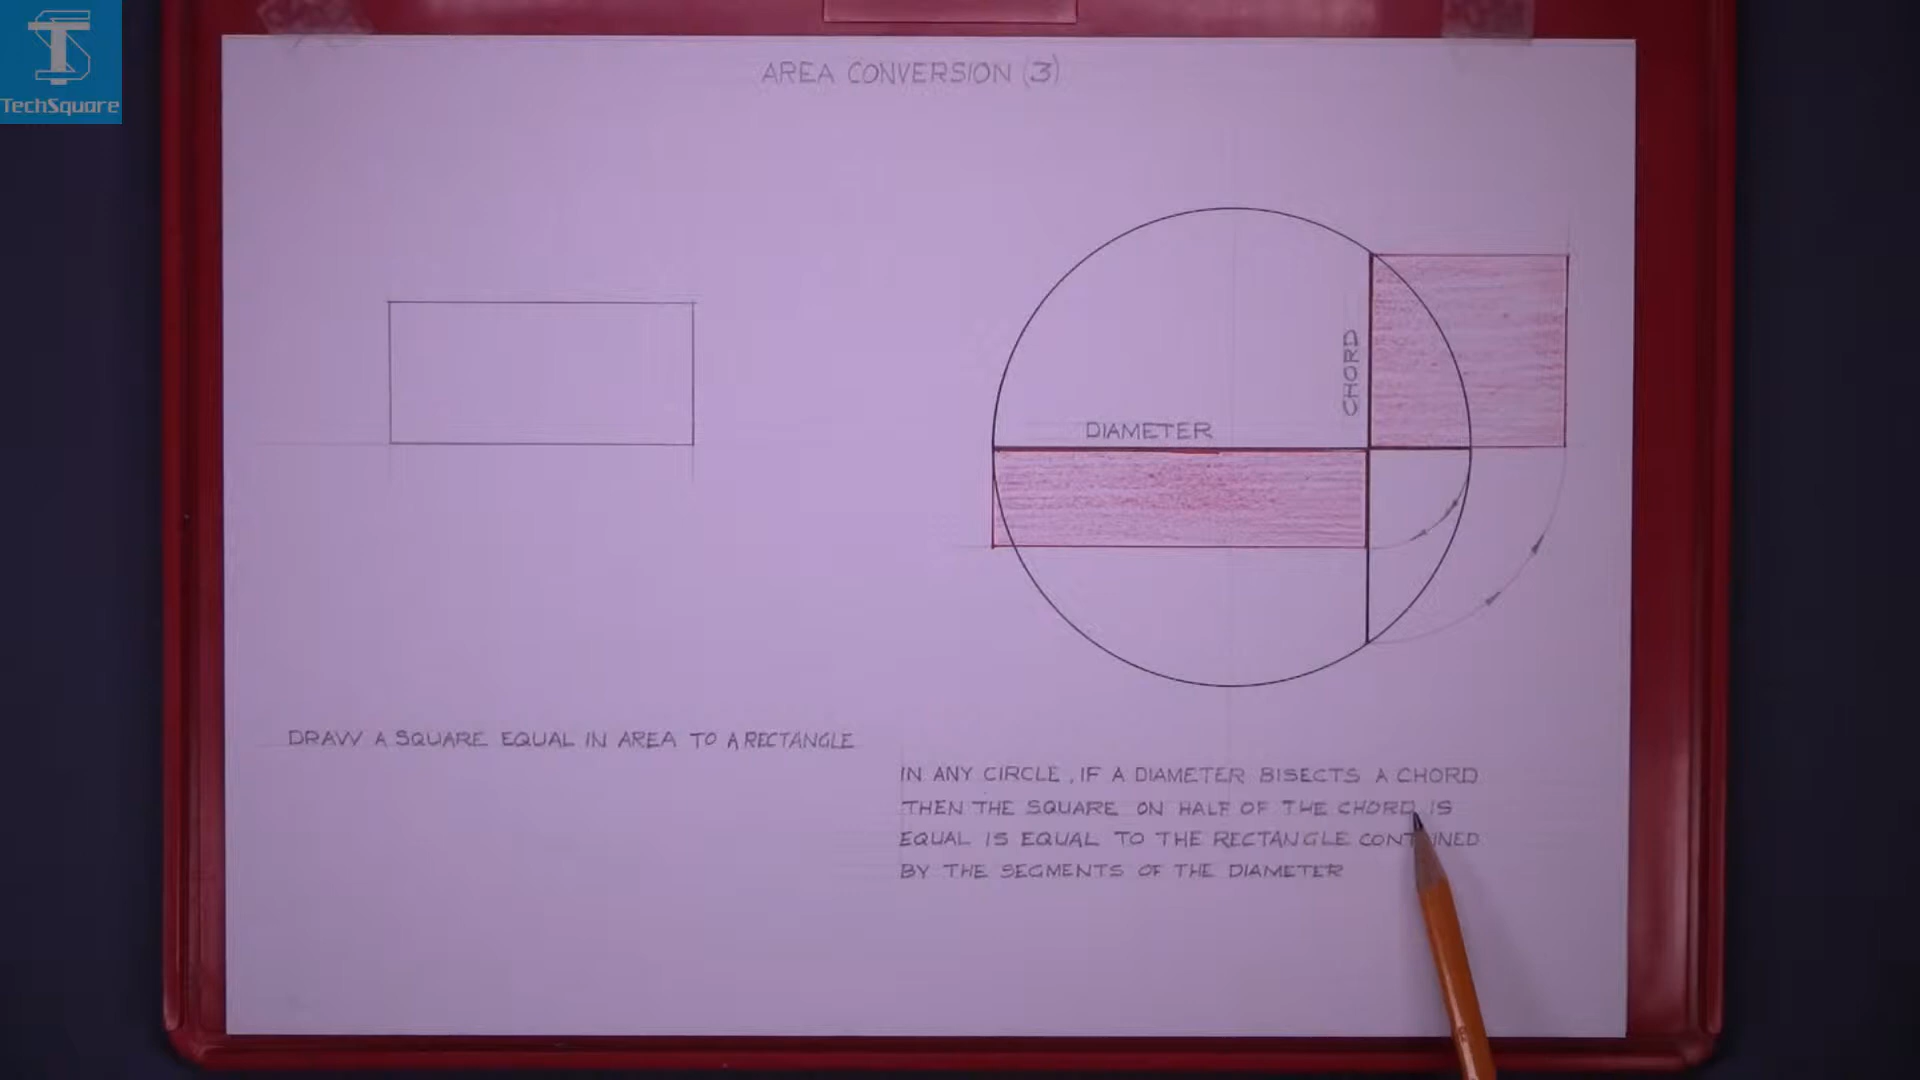 TS
TechSquare
AREA CONVERSION (3)
CHORD
DIAMETER
DRAW A SQUARE EQUAL IN AREA TO A RECTANGLE
IN ANY CIRCLE, IF A DIAMETER BISECTS A CHORD
THEN THE SQUARE ON HALF OF THE CHORD IS
EQUAL IS EQUAL TO THE RECTANGLE CONTAINED
BY THE SEGMENTS OF THE DIAMETER